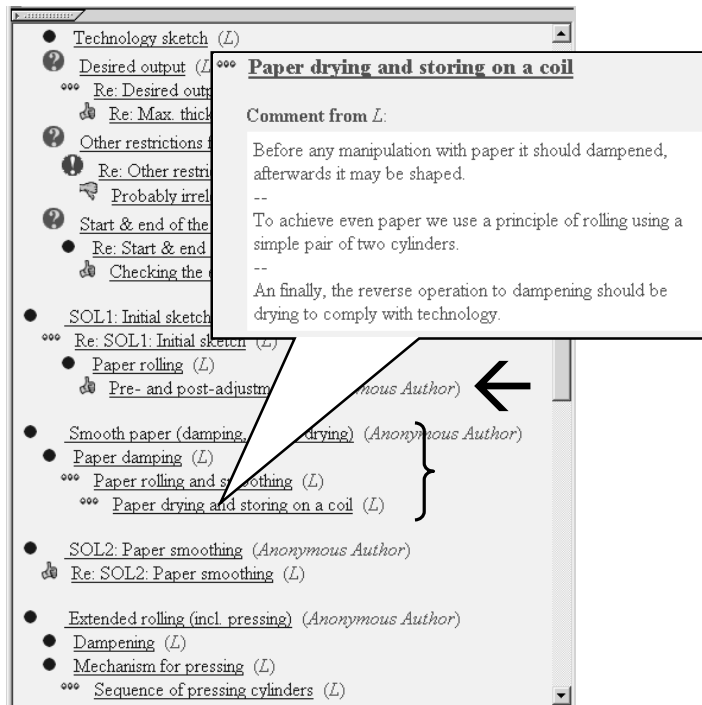 Technology sketch (L)
Desired output (L
Re: Desired outp
Re: Max. thick
Other restrictions f
Re: Other restri
Probably irrel
Start & end of the
Re: Start & end
Checking the
SOL1: Initial sketch
Re: SOL1: Initial sketch (L)
Paper rolling (L)
Pre- and post-adjustm mous Author)
Smooth paper (damping, drying) (Anonymous Author)
Paper damping (L)
Paper rolling and smoothing (L)
Paper drying and storing on a coil (L)
SOL2: Paper smoothing (Anonymous Author)
Re: SOL2: Paper smoothing (L)
Extended rolling (incl. pressing) (Anonymous Author)
Dampening (L)
Mechanism for pressing (L)
Sequence of pressing cylinders (L)
Paper drying and storing on a coil
Comment from L:
Before any manipulation with paper it should dampened,
afterwards it may be shaped.
--
To achieve even paper we use a principle of rolling using a
simple pair of two cylinders.
--
An finally, the reverse operation to dampening should be
drying to comply with technology.